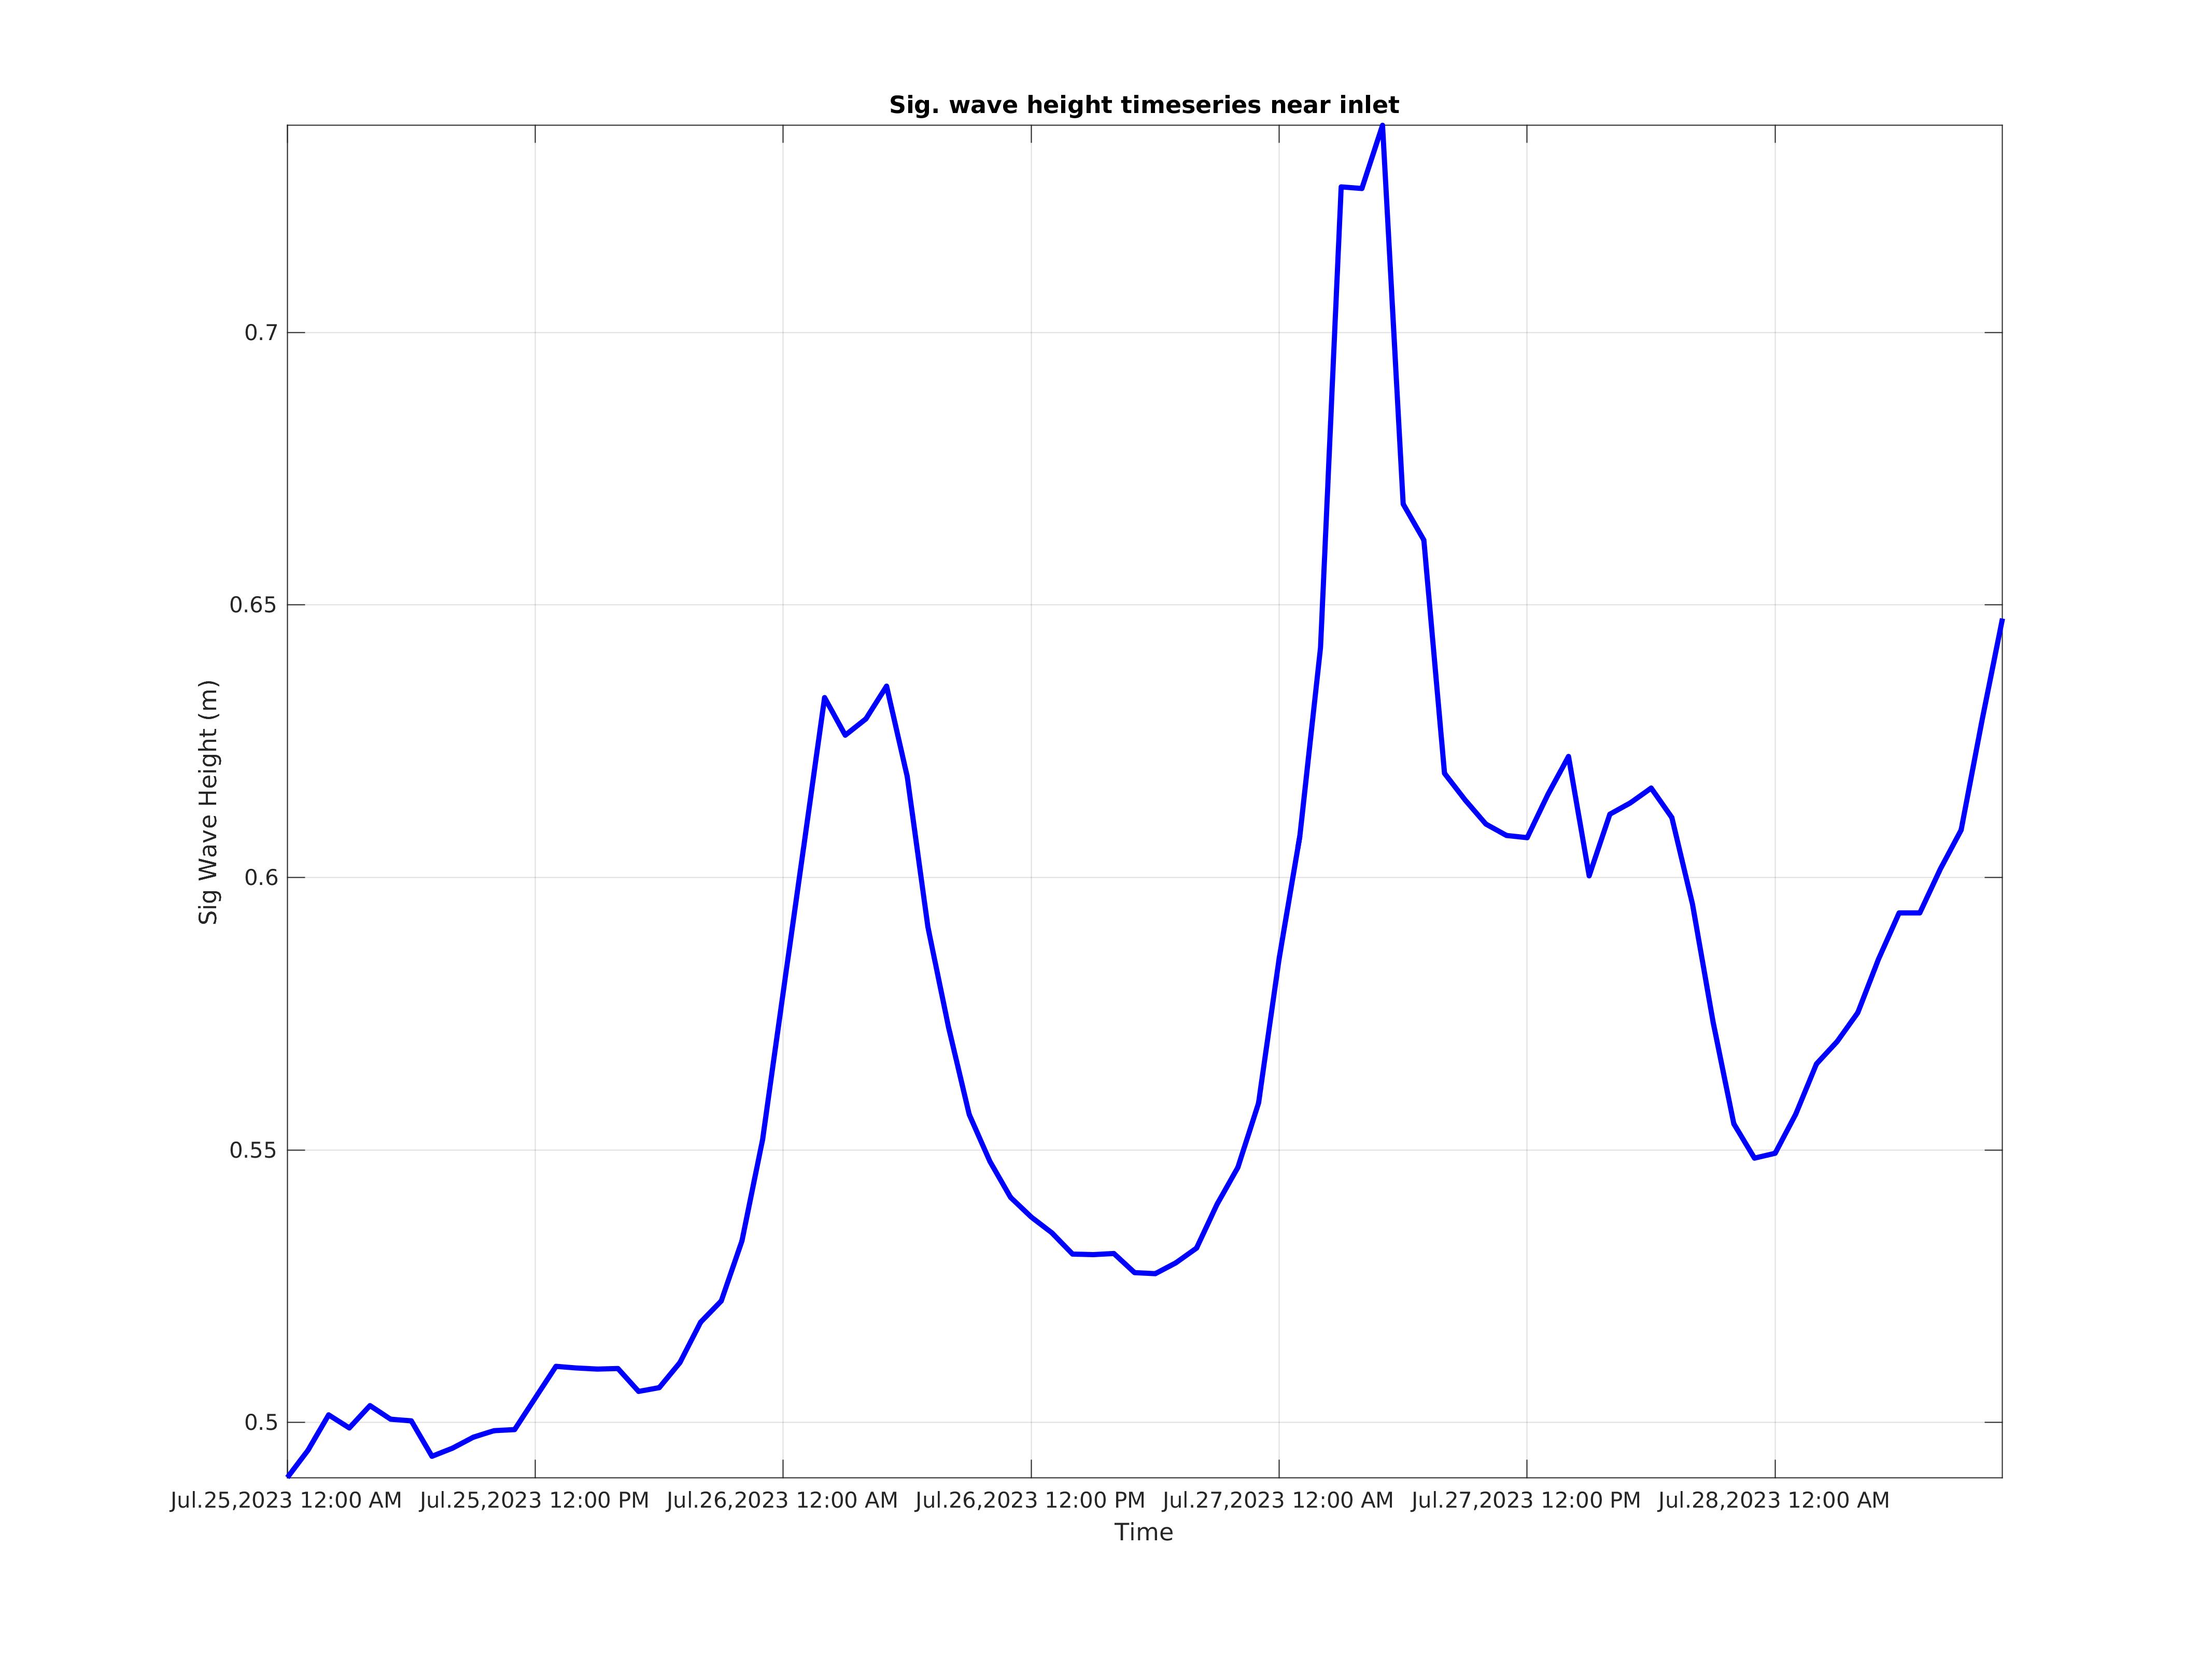 Sig. wave height timeseries near inlet
0.7
0.65
0.6
0.55
0.5
Sig Wave Height (m)
Jul.25,2023 12:00 AM Jul.25,2023 12:00 PM Jul.26,2023 12:00 AM Jul.26,2023 12:00 PM Jul.27,2023 12:00 AM Jul.27,2023 12:00 PM Jul.28,2023 12:00 AM
Time